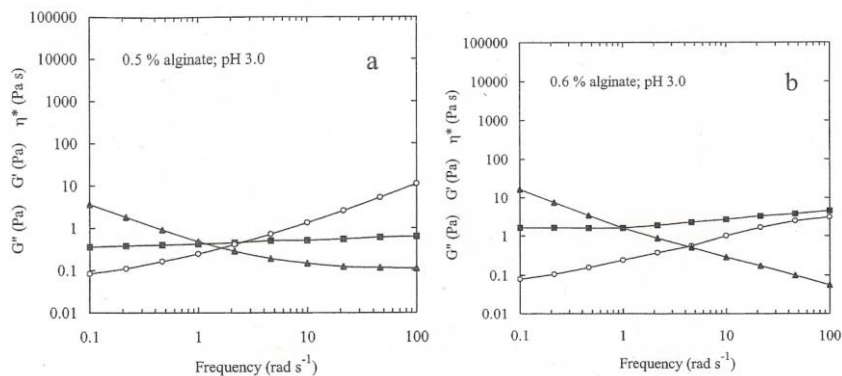 100000
10000
1000
100
10
1
0.1
0.01
G" (Pa) G' (Pa) η* (Pa s)
0.5 % alginate; pH 3.0
a
0.1 1 10 100
Frequency (rad s⁻¹)
100000
10000
1000
100
10
1
0.1
0.01
G" (Pa) G' (Pa) η* (Pa s)
0.6 % alginate; pH 3.0
b
0.1 1 10 100
Frequency (rad s⁻¹)